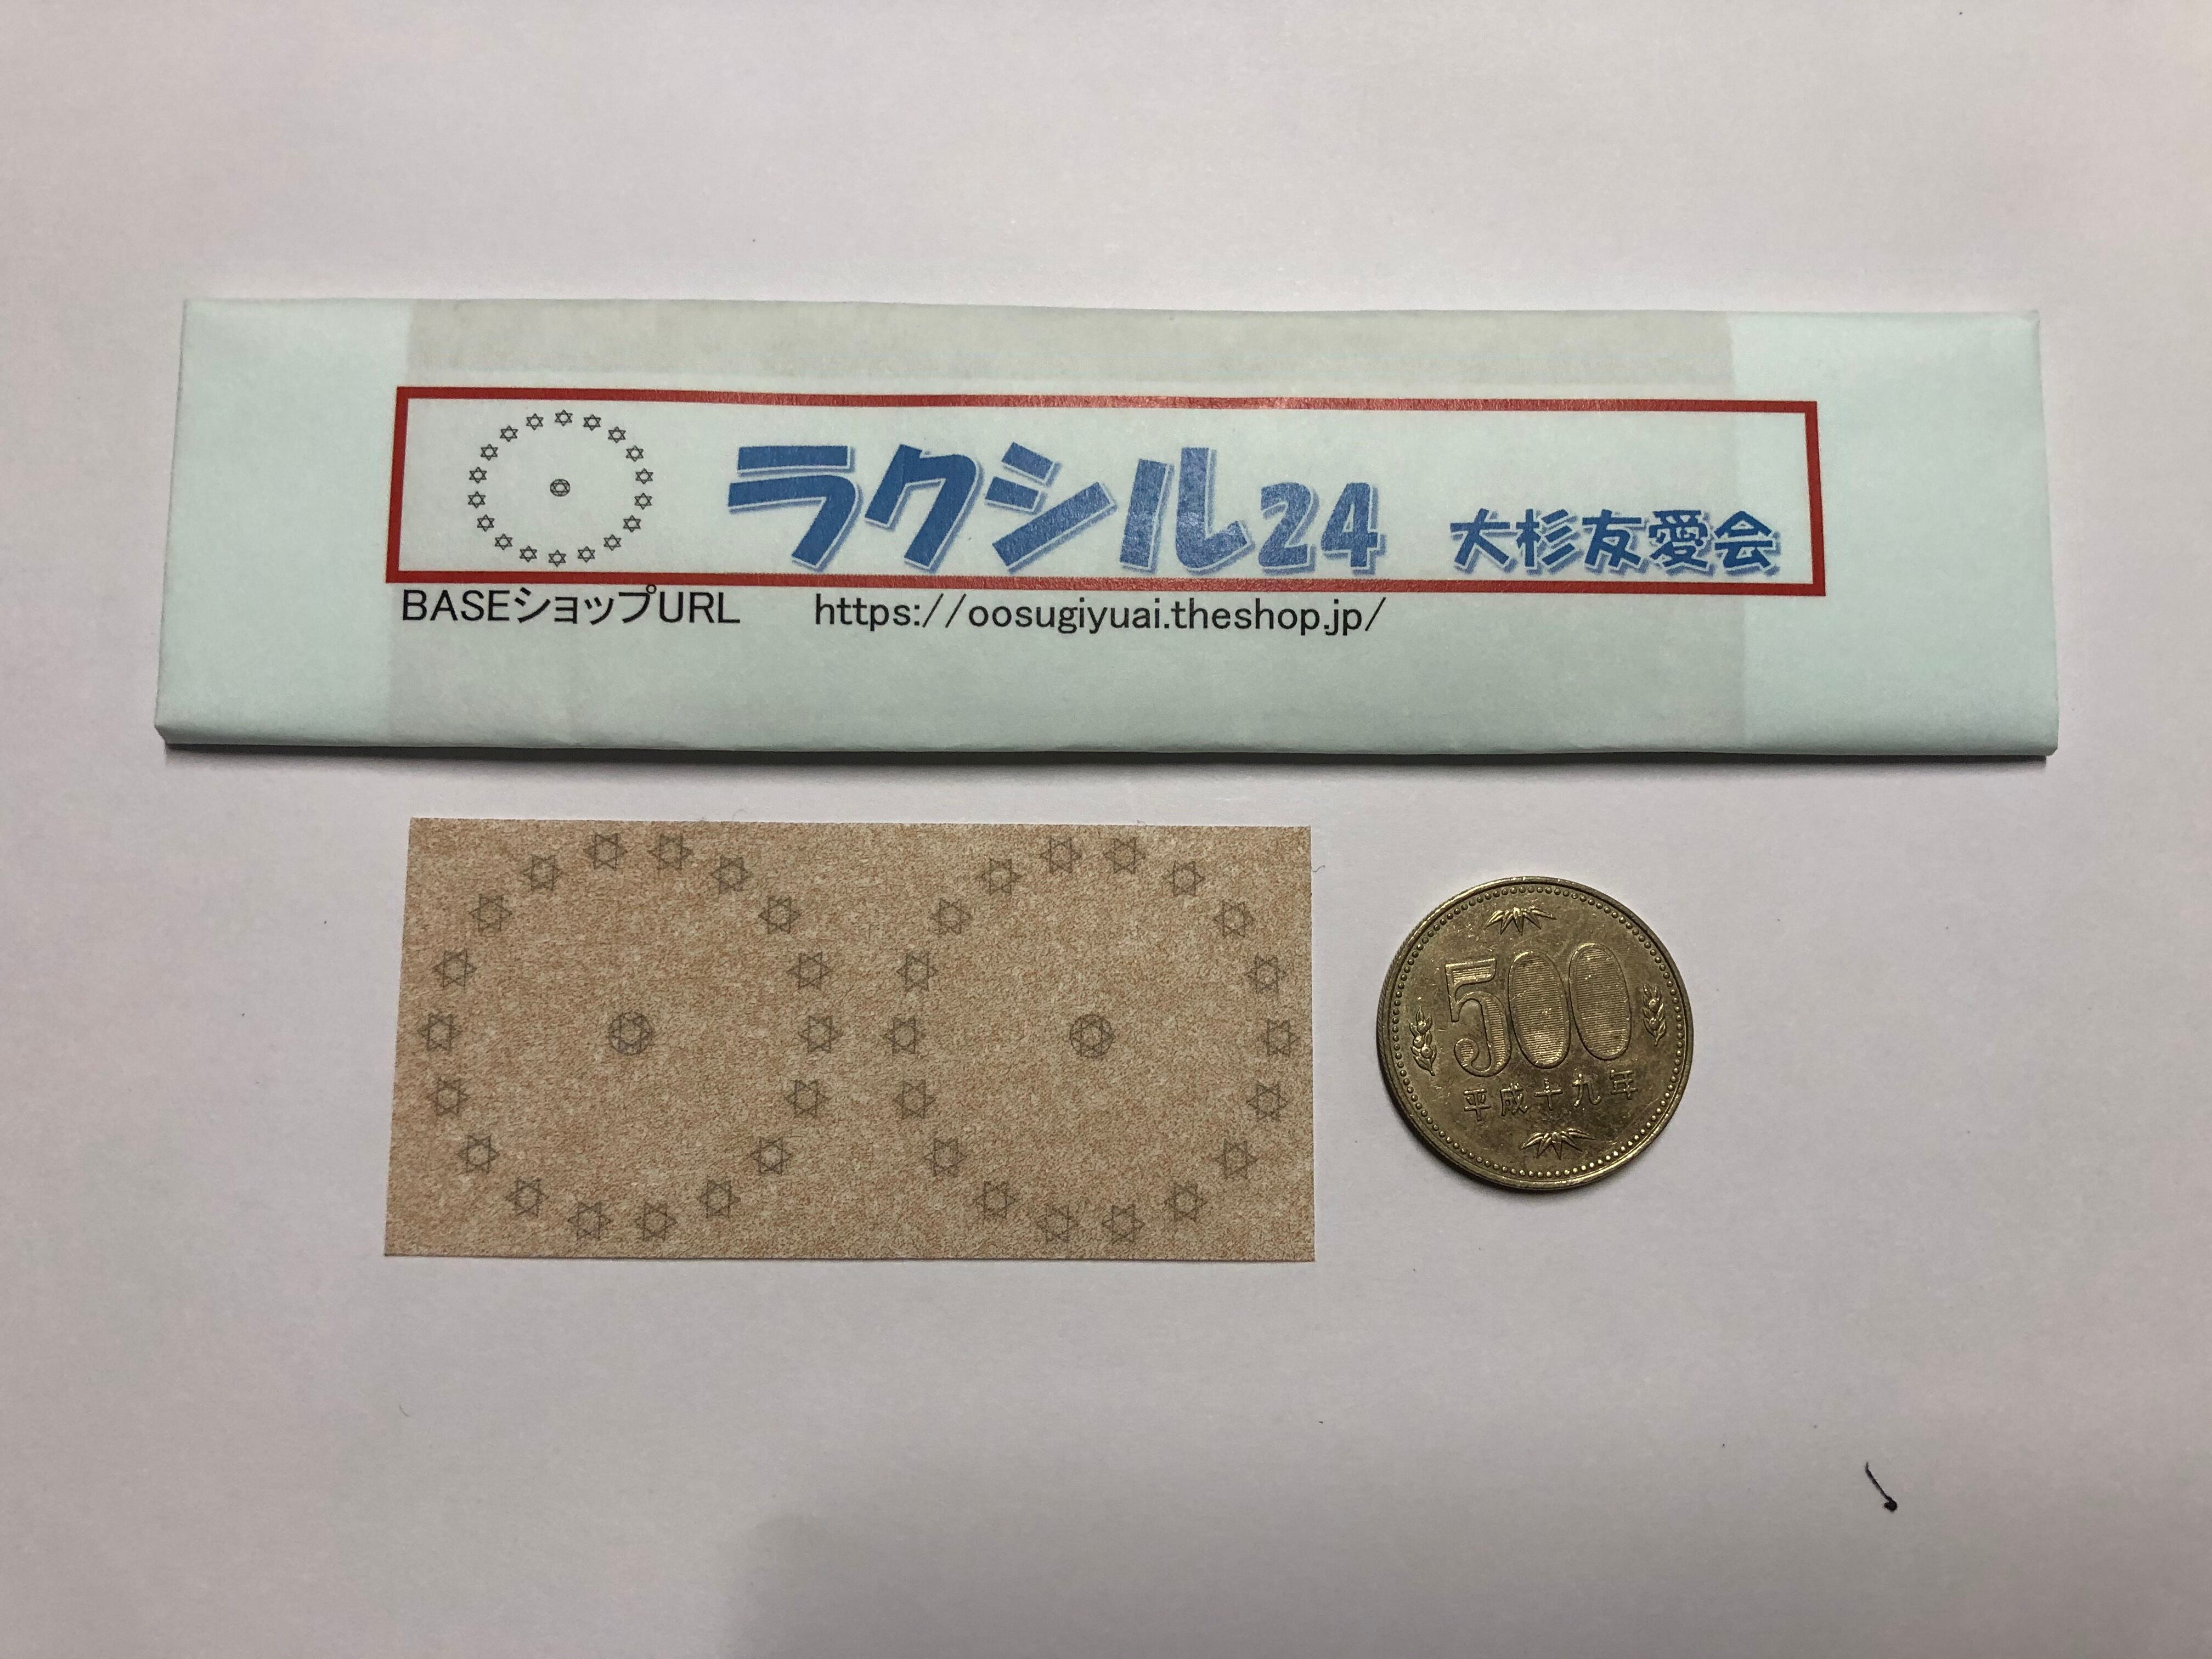 ラクシル24 大杉友愛会
BASEショップURL https://oosugiyuai.theshop.jp/
500
平成十九年